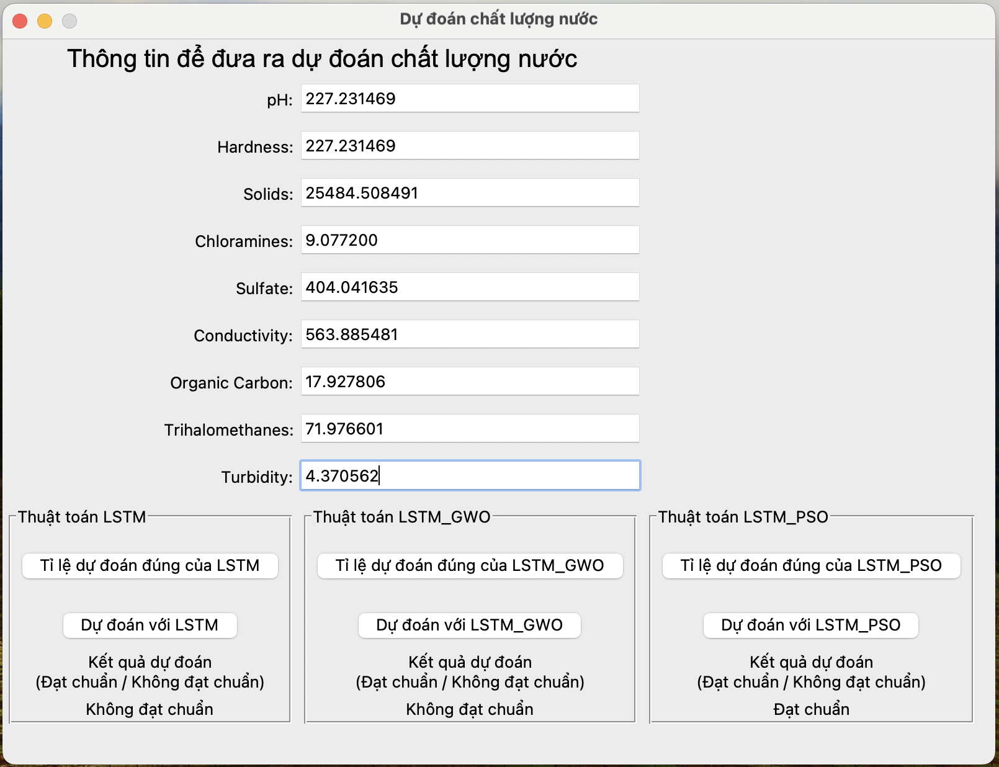 Dự đoán chất lượng nước
Thông tin để đưa ra dự đoán chất lượng nước
pH: 227.231469
Hardness: 227.231469
Solids: 25484.508491
Chloramines: 9.077200
Sulfate: 404.041635
Conductivity: 563.885481
Organic Carbon: 17.927806
Trihalomethanes: 71.976601
Turbidity: 4.370562
Thuật toán LSTM
Tỉ lệ dự đoán đúng của LSTM
Dự đoán với LSTM
Kết quả dự đoán
(Đạt chuẩn / Không đạt chuẩn)
Không đạt chuẩn
Thuật toán LSTM_GWO
Tỉ lệ dự đoán đúng của LSTM_GWO
Dự đoán với LSTM_GWO
Kết quả dự đoán
(Đạt chuẩn / Không đạt chuẩn)
Không đạt chuẩn
Thuật toán LSTM_PSO
Tỉ lệ dự đoán đúng của LSTM_PSO
Dự đoán với LSTM_PSO
Kết quả dự đoán
(Đạt chuẩn / Không đạt chuẩn)
Đạt chuẩn